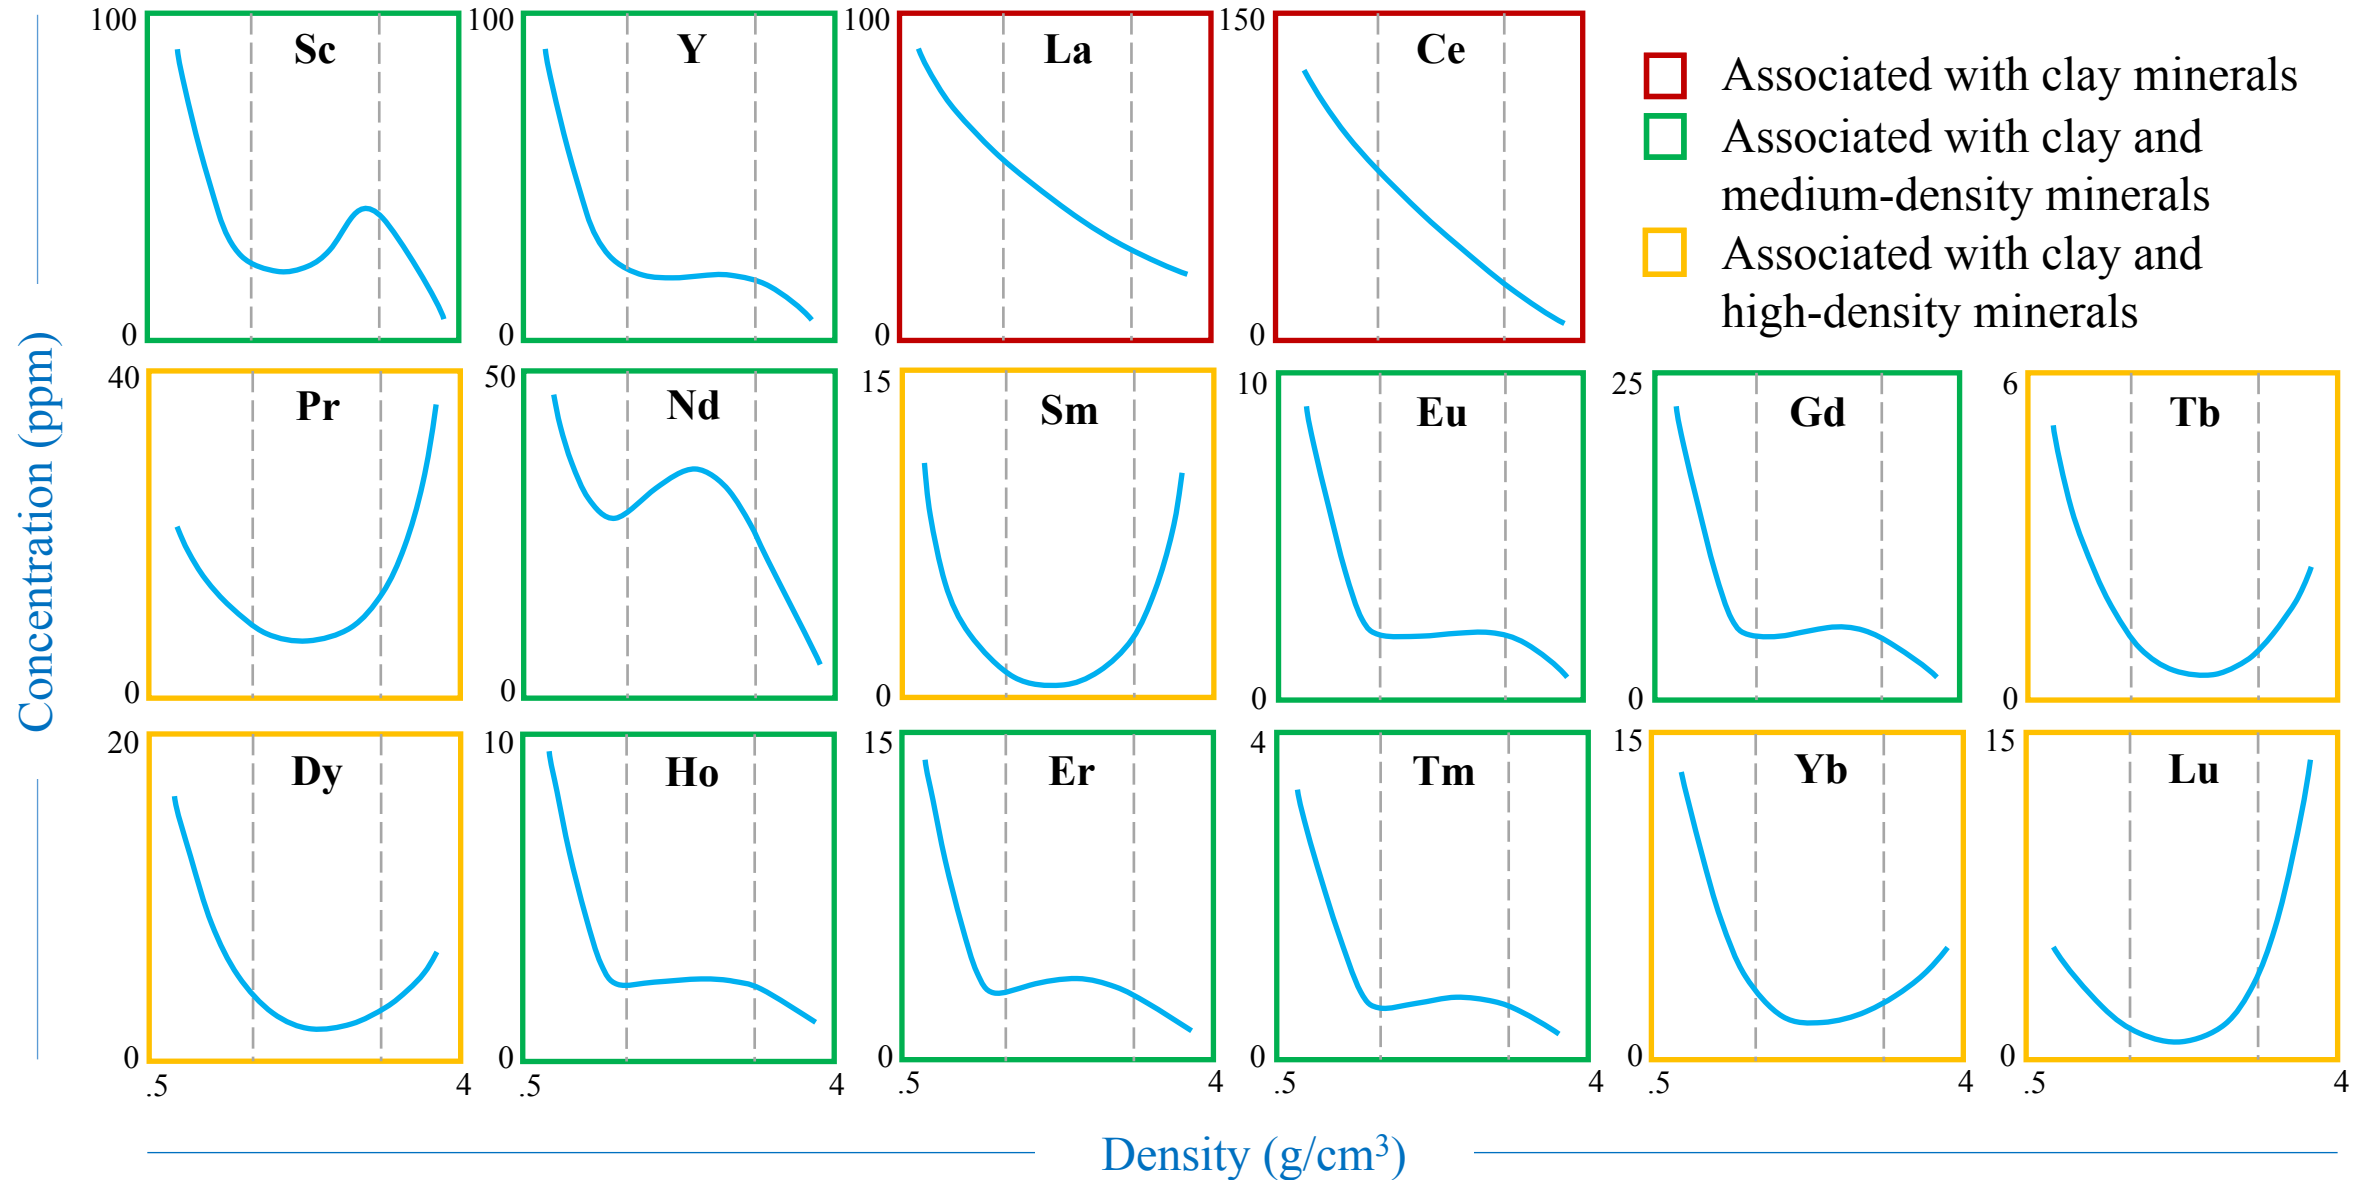 100
Sc
0
100
Y
0
100
La
0
150
Ce
0
Associated with clay minerals
Associated with clay and
medium-density minerals
Associated with clay and
high-density minerals
Concentration (ppm)
40
Pr
0
50
Nd
0
15
Sm
0
10
Eu
0
25
Gd
0
6
Tb
0
20
Dy
0
.5
4
10
Ho
0
.5
4
15
Er
0
.5
4
4
Tm
0
.5
4
15
Yb
0
.5
4
15
Lu
0
.5
4
Density (g/cm³)